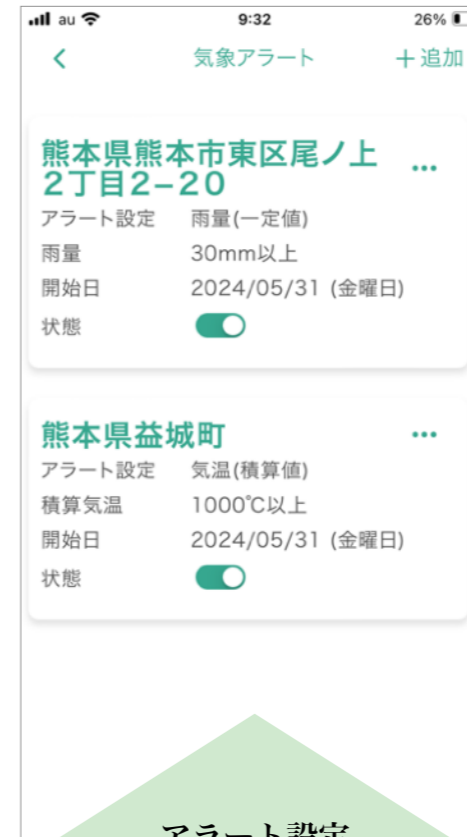 au 9:32 26%
気象アラート ＋追加
熊本県熊本市東区尾ノ上
2丁目2−20
アラート設定 雨量(一定値)
雨量 30mm以上
開始日 2024/05/31 (金曜日)
状態
熊本県益城町
アラート設定 気温(積算値)
積算気温 1000℃以上
開始日 2024/05/31 (金曜日)
状態
アラート設定